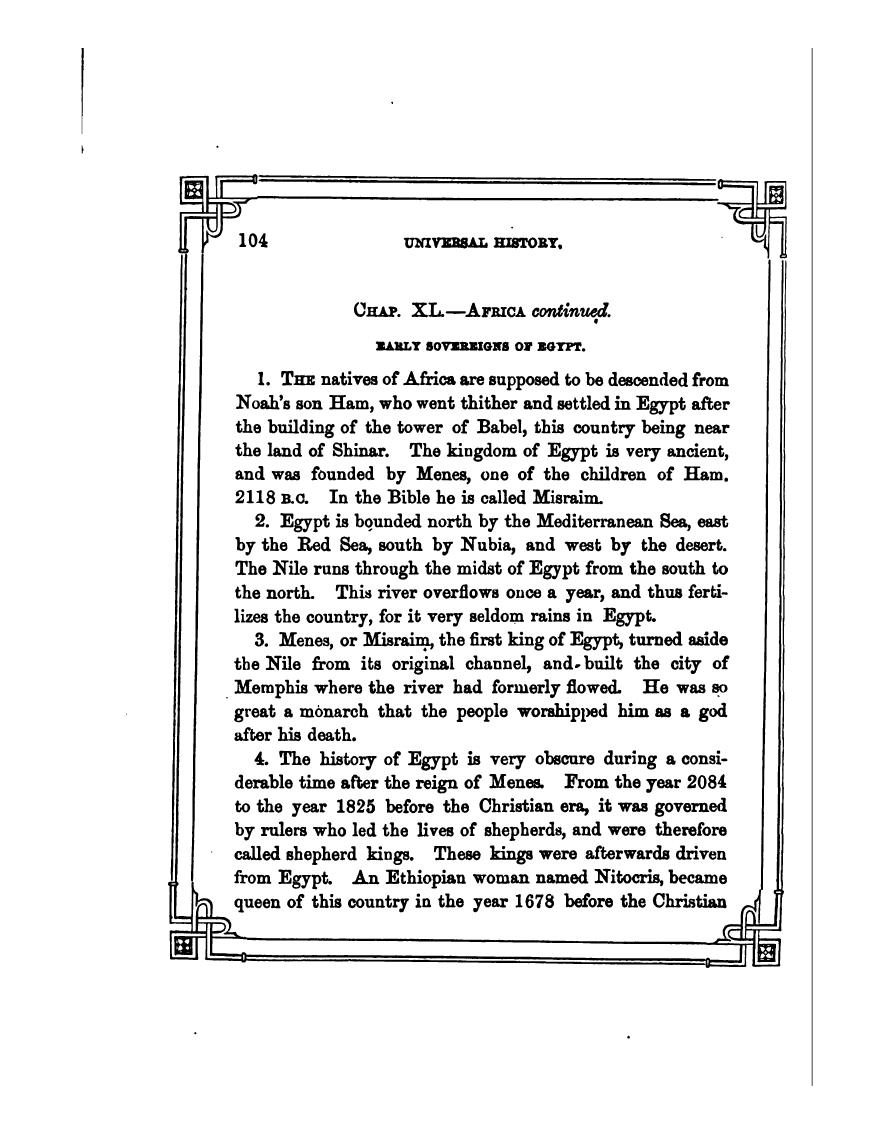 104 UNIVERSAL HISTORY.
CHAP. XL.—AFRICA continued.
EARLY SOVEREIGNS OF EGYPT.
1. THE natives of Africa are supposed to be descended from
Noah's son Ham, who went thither and settled in Egypt after
the building of the tower of Babel, this country being near
the land of Shinar. The kingdom of Egypt is very ancient,
and was founded by Menes, one of the children of Ham.
2118 B.C. In the Bible he is called Misraim.
2. Egypt is bounded north by the Mediterranean Sea, east
by the Red Sea, south by Nubia, and west by the desert.
The Nile runs through the midst of Egypt from the south to
the north. This river overflows once a year, and thus ferti-
lizes the country, for it very seldom rains in Egypt.
3. Menes, or Misraim, the first king of Egypt, turned aside
the Nile from its original channel, and built the city of
Memphis where the river had formerly flowed. He was so
great a monarch that the people worshipped him as a god
after his death.
4. The history of Egypt is very obscure during a consi-
derable time after the reign of Menes. From the year 2084
to the year 1825 before the Christian era, it was governed
by rulers who led the lives of shepherds, and were therefore
called shepherd kings. These kings were afterwards driven
from Egypt. An Ethiopian woman named Nitocris, became
queen of this country in the year 1678 before the Christian